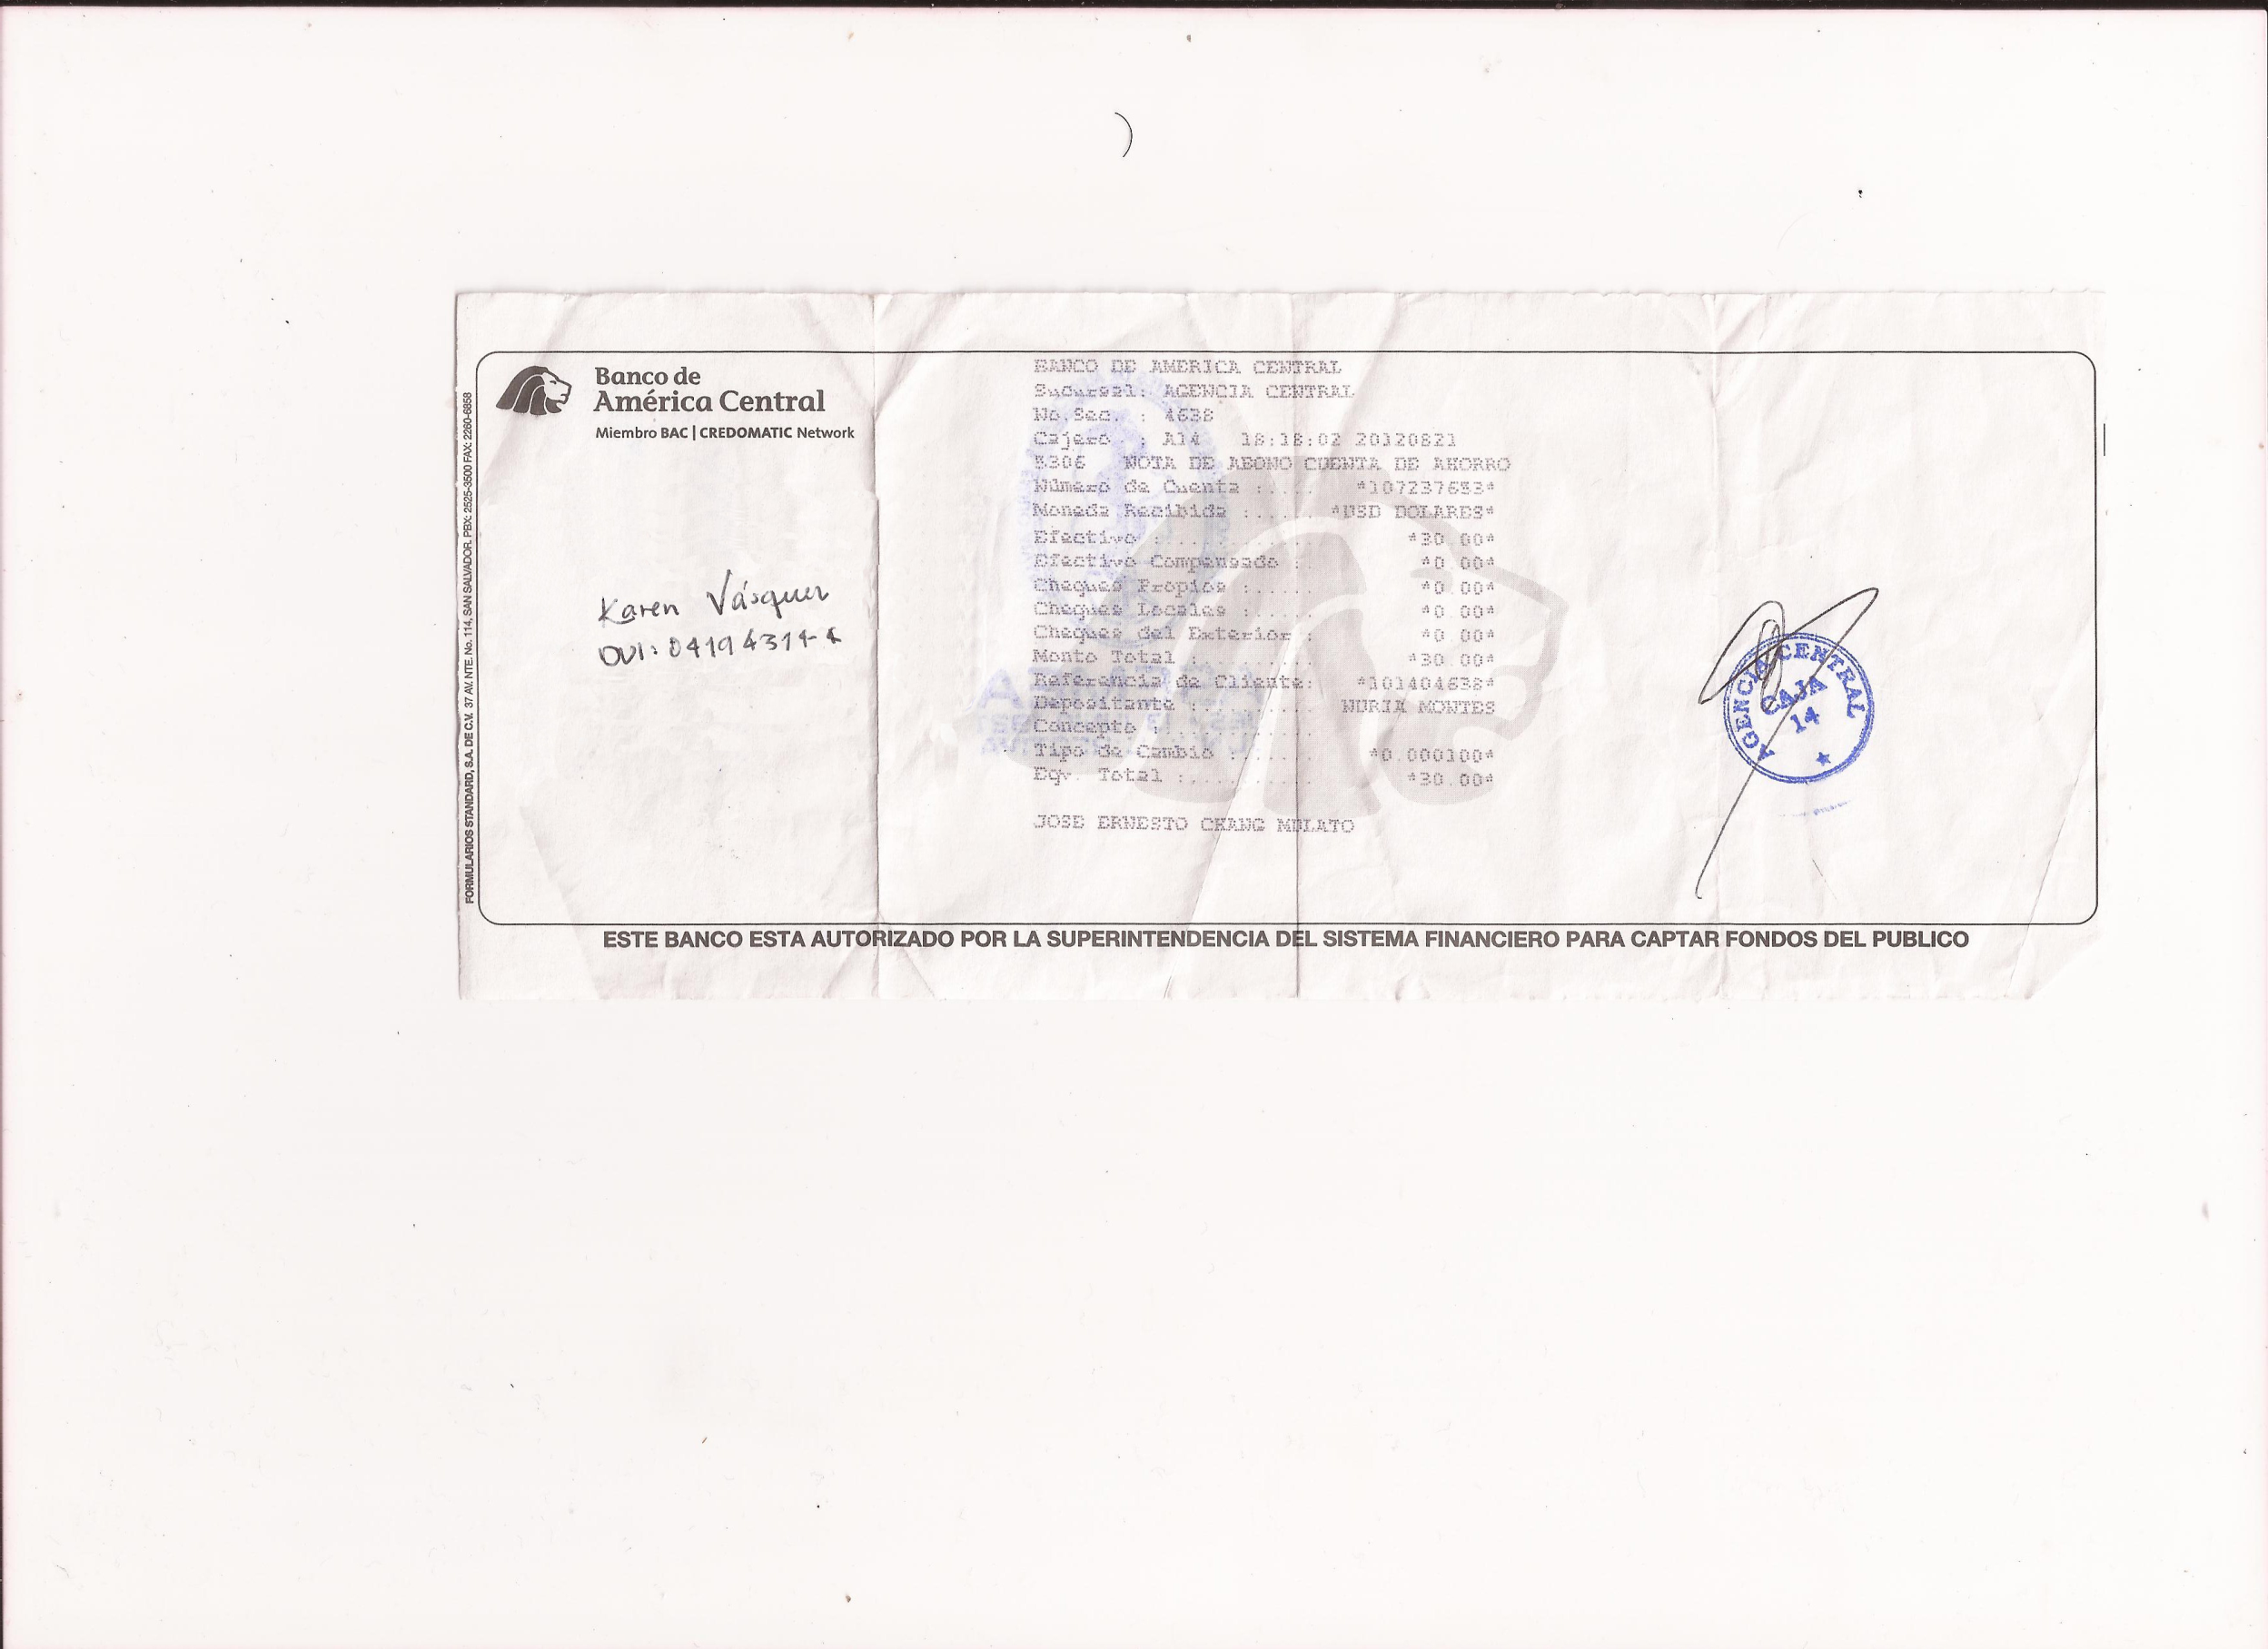 Banco de
América Central
Miembro BAC | CREDOMATIC Network
FORMULARIOS STANDARD, S.A. DE C.V. 37 AV. NTE. No. 114, SAN SALVADOR. PBX: 2525-3500 FAX: 2260-6858
Karen Vásquez
DUI:
BANCO DE AMERICA CENTRAL
Sucursal: AGENCIA CENTRAL
No.Sec. : 4638
Cajero : A14 18:18:02 20120821
5306 NOTA DE ABONO CUENTA DE AHORRO
Número de Cuenta :.... *107237653*
Moneda Recibida :..... *USD DOLARES*
Efectivo :............ *30.00*
Efectivo Compensado :. *0.00*
Cheques Propios :..... *0.00*
Cheques Locales :..... *0.00*
Cheques del Exterior : *0.00*
Monto Total :......... *30.00*
Referencia de Cliente: *101404638*
Depositante :......... NURIA MONTES
Concepto :............
Tipo de Cambio :...... *0.000100*
Eqv. Total :.......... *30.00*
JOSE ERNESTO CHANG MULATO
AGENCIA CENTRAL
CAJA
14
ESTE BANCO ESTA AUTORIZADO POR LA SUPERINTENDENCIA DEL SISTEMA FINANCIERO PARA CAPTAR FONDOS DEL PUBLICO